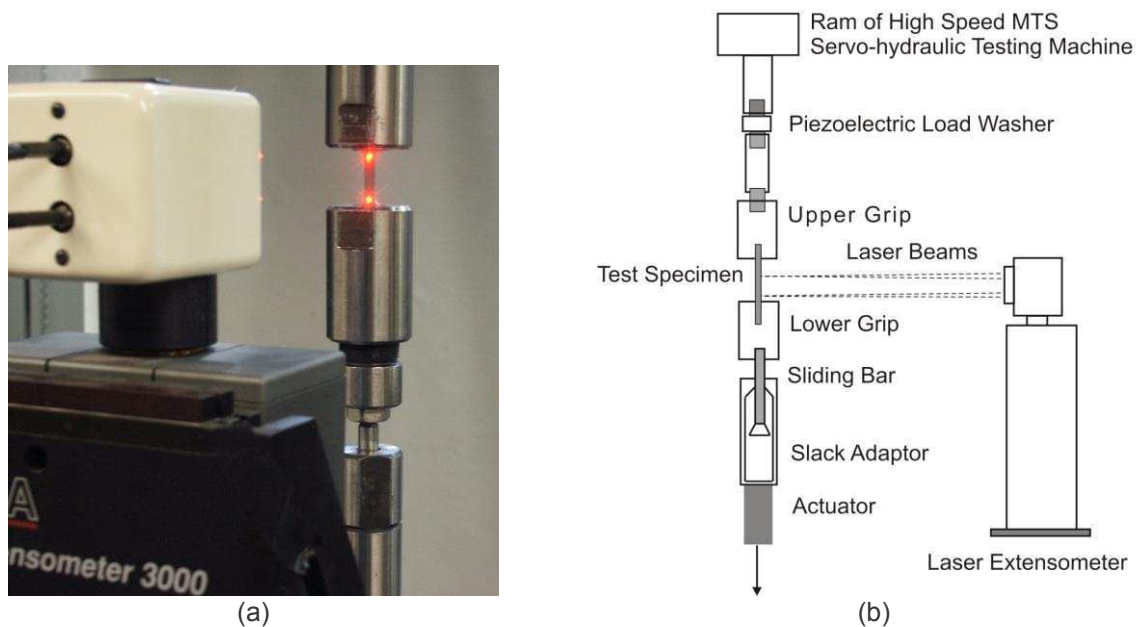 Ram of High Speed MTS
Servo-hydraulic Testing Machine
Piezoelectric Load Washer
Upper Grip
Laser Beams
Test Specimen
Lower Grip
Sliding Bar
Slack Adaptor
Actuator
Laser Extensometer
A
ensometer 3000
(a)
(b)